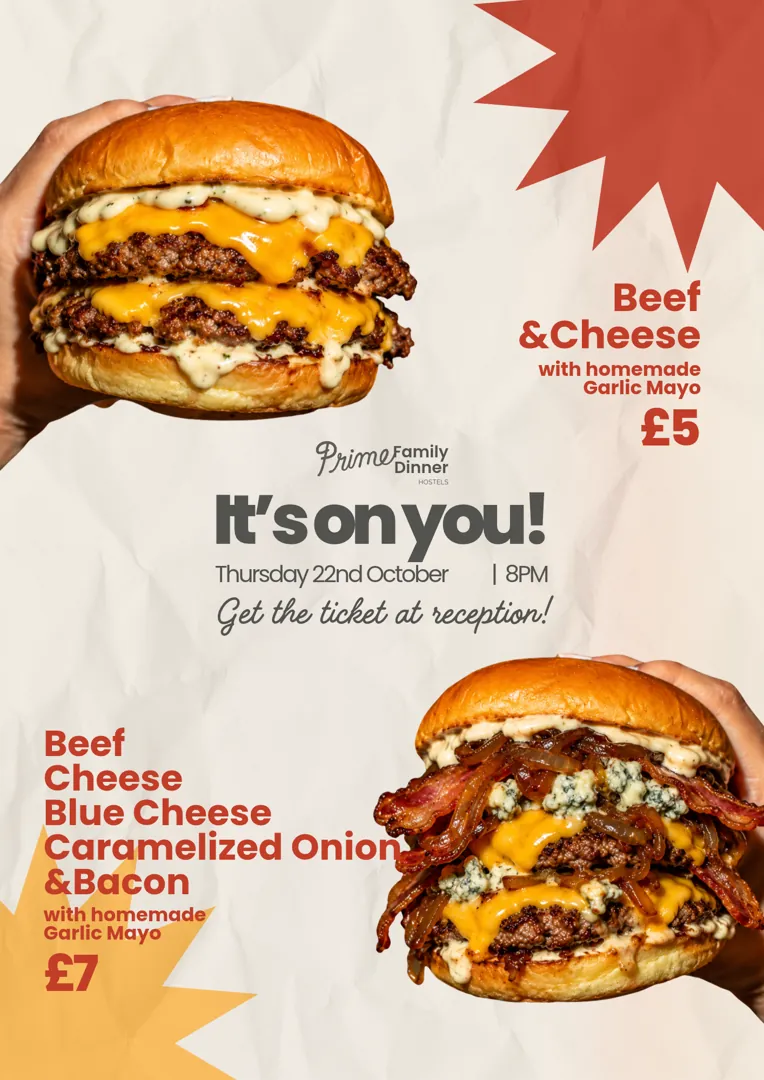 Beef
&Cheese
with homemade
Garlic Mayo
£5
Prime Family
Dinner
HOSTELS
It's on you!
Thursday 22nd October | 8PM
Get the ticket at reception!
Beef
Cheese
Blue Cheese
Caramelized Onion
&Bacon
with homemade
Garlic Mayo
£7